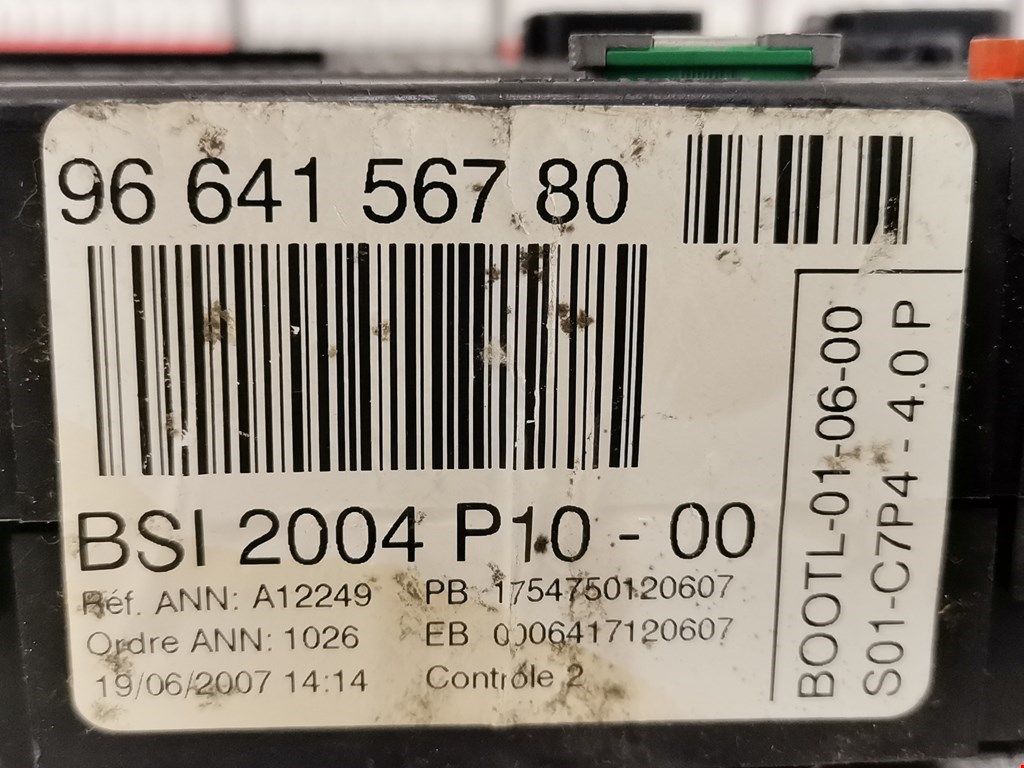 96 641 567 80
BSI 2004 P10 - 00
Réf. ANN: A12249
Ordre ANN: 1026
19/06/2007 14:14
PB 1754750120607
EB 0006417120607
Contrôle 2
BOOTL-01-06-00
S01-C7P4 - 4.0 P